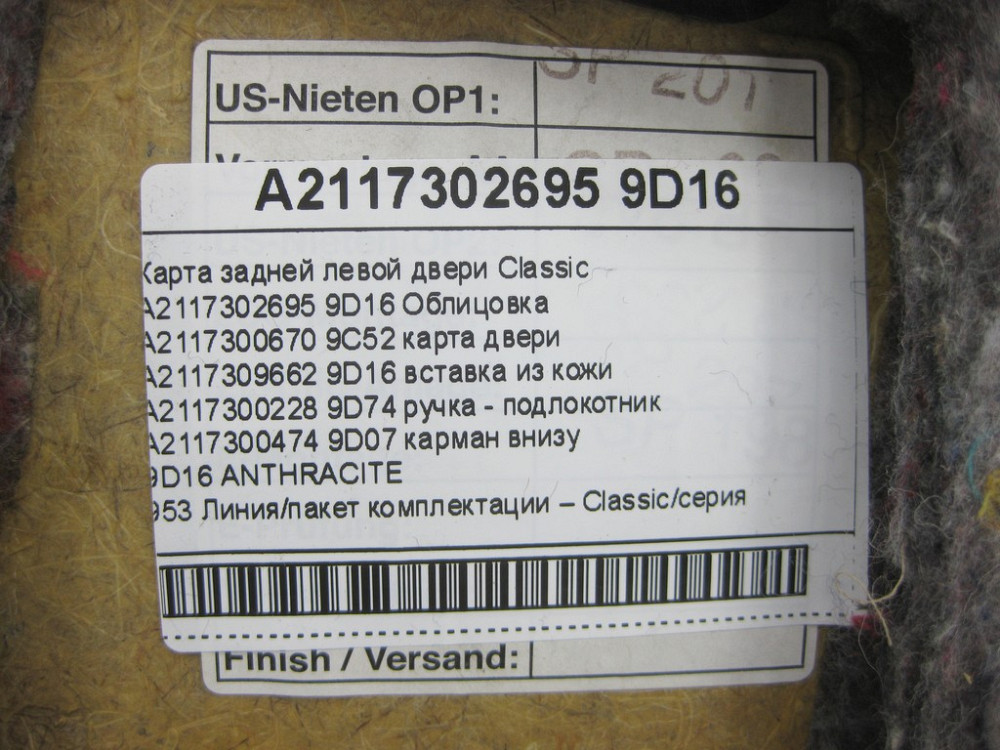 US-Nieten OP1:
A2117302695 9D16
Карта задней левой двери Classic
A2117302695 9D16 Облицовка
A2117300670 9C52 карта двери
A2117309662 9D16 вставка из кожи
A2117300228 9D74 ручка - подлокотник
A2117300474 9D07 карман внизу
9D16 ANTHRACITE
953 Линия/пакет комплектации – Classic/серия
Finish / Versand: